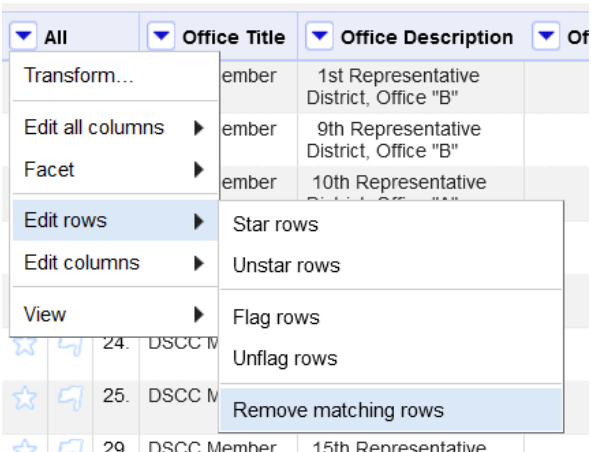 All
Office Title
Office Description
Of
Transform...
ember
1st Representative
District, Office "B"
Edit all columns
ember
9th Representative
District, Office "B"
Facet
ember
10th Representative
Edit rows
Star rows
Edit columns
Unstar rows
View
Flag rows
24.
DSCC M
Unflag rows
25.
DSCC M
Remove matching rows
29
DSCC Member
15th Representative